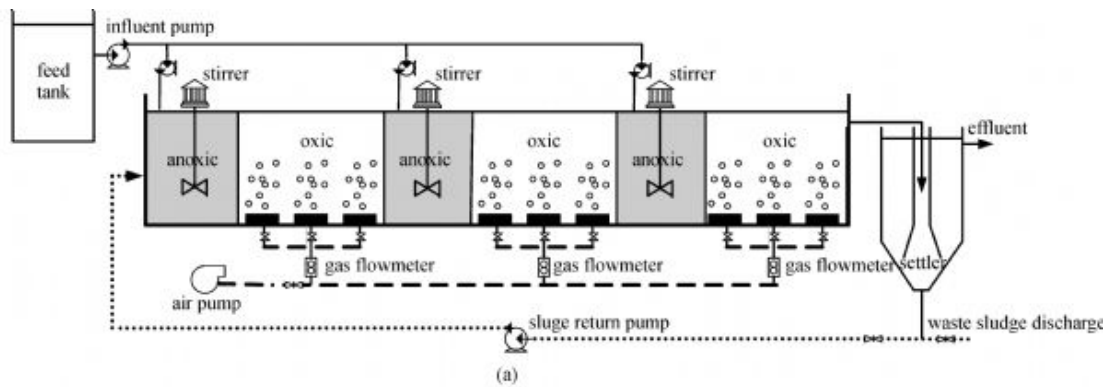 influent pump
feed
tank
stirrer
stirrer
stirrer
effluent
oxic
oxic
oxic
anoxic
anoxic
anoxic
gas flowmeter
gas flowmeter
gas flowmeter
settler
air pump
sluge return pump
waste sludge discharge
(a)